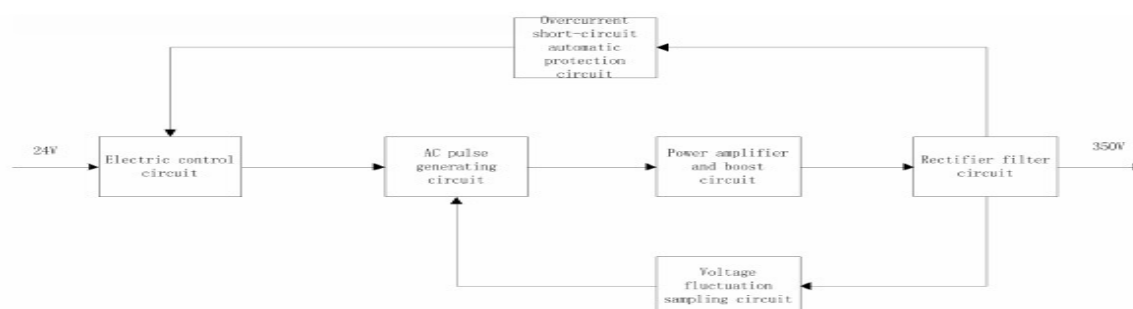 Overcurrent
short-circuit
automatic
protection
circuit
24V
Electric control
circuit
AC pulse
generating
circuit
Power amplifier
and boost
circuit
Rectifier filter
circuit
350V
Voltage
fluctuation
sampling circuit